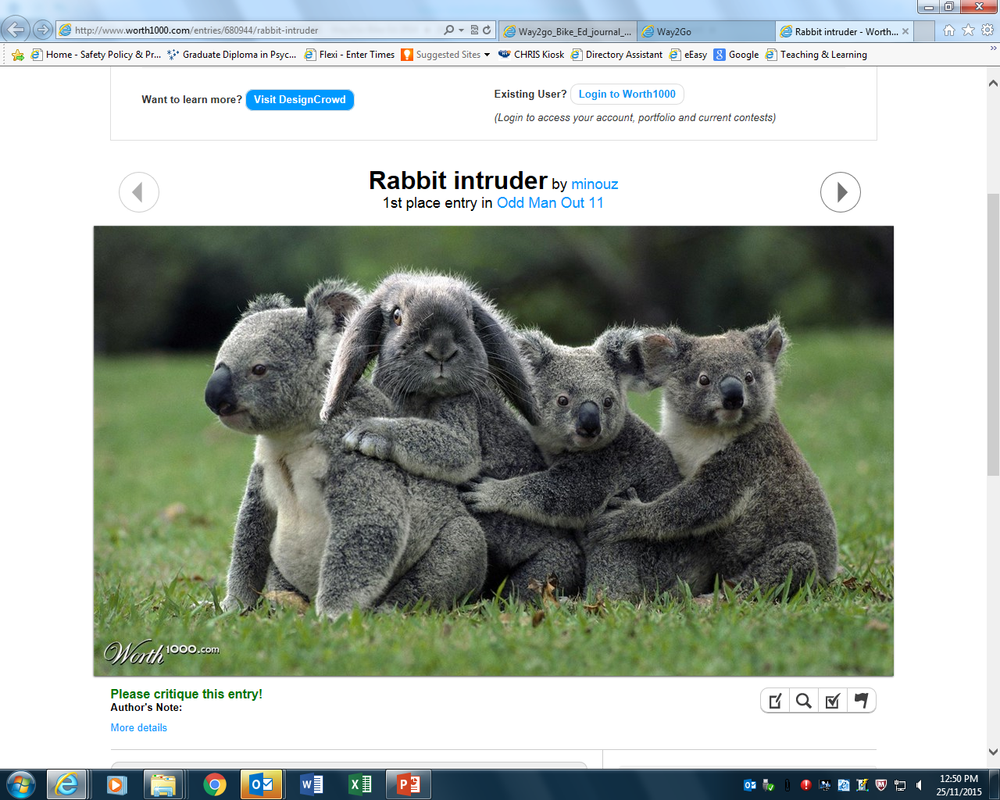 http://www.worth1000.com/entries/680944/rabbit-intruder
Way2go_Bike_Ed_journal_...
Way2Go
Rabbit intruder - Worth...
Home - Safety Policy & Pr...
Graduate Diploma in Psyc...
Flexi - Enter Times
Suggested Sites
CHRIS Kiosk
Directory Assistant
eEasy
Google
Teaching & Learning
Want to learn more? Visit DesignCrowd
Existing User? Login to Worth1000
(Login to access your account, portfolio and current contests)
Rabbit intruder by minouz
1st place entry in Odd Man Out 11
Worth1000.com
Please critique this entry!
Author's Note:
More details
12:50 PM
25/11/2015